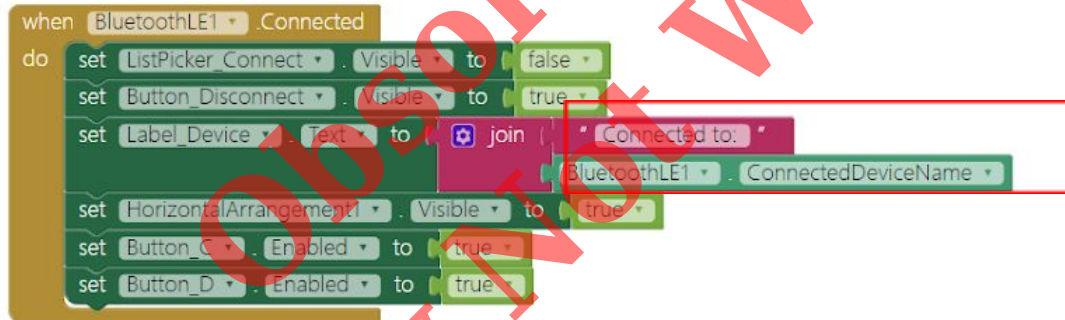 when BluetoothLE1 .Connected
do set ListPicker_Connect . Visible to false
set Button_Disconnect . Visible to true
set Label_Device . Text to join " Connected to: "
BluetoothLE1 . ConnectedDeviceName
set HorizontalArrangement1 . Visible to true
set Button_C . Enabled to true
set Button_D . Enabled to true
Obso
Not W